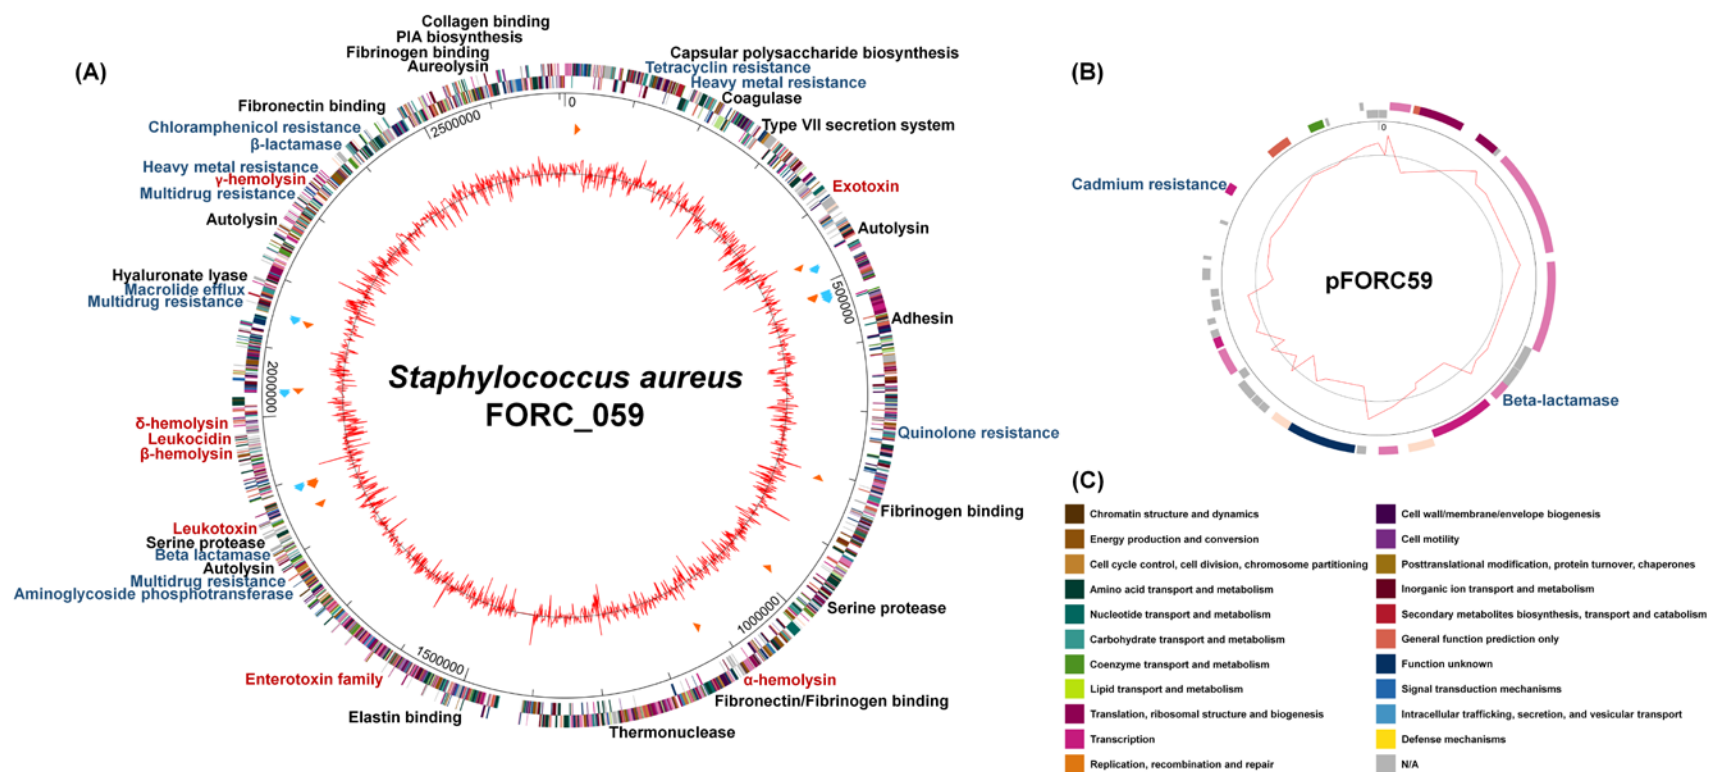 (A)
Collagen binding
PIA biosynthesis
Fibrinogen binding
Aureolysin
Fibronectin binding
Chloramphenicol resistance
β-lactamase
Heavy metal resistance
γ-hemolysin
Multidrug resistance
Autolysin
Hyaluronate lyase
Macrolide efflux
Multidrug resistance
δ-hemolysin
Leukocidin
β-hemolysin
Leukotoxin
Serine protease
Beta lactamase
Autolysin
Multidrug resistance
Aminoglycoside phosphotransferase
Enterotoxin family
Elastin binding
Capsular polysaccharide biosynthesis
Tetracyclin resistance
Heavy metal resistance
Coagulase
Type VII secretion system
Exotoxin
Autolysin
Adhesin
Quinolone resistance
Fibrinogen binding
Serine protease
α-hemolysin
Fibronectin/Fibrinogen binding
Thermonuclease
0
500000
1000000
1500000
2000000
2500000
Staphylococcus aureus
FORC_059
(B)
0
Cadmium resistance
pFORC59
Beta-lactamase
(C)
Chromatin structure and dynamics
Energy production and conversion
Cell cycle control, cell division, chromosome partitioning
Amino acid transport and metabolism
Nucleotide transport and metabolism
Carbohydrate transport and metabolism
Coenzyme transport and metabolism
Lipid transport and metabolism
Translation, ribosomal structure and biogenesis
Transcription
Replication, recombination and repair
Cell wall/membrane/envelope biogenesis
Cell motility
Posttranslational modification, protein turnover, chaperones
Inorganic ion transport and metabolism
Secondary metabolites biosynthesis, transport and catabolism
General function prediction only
Function unknown
Signal transduction mechanisms
Intracellular trafficking, secretion, and vesicular transport
Defense mechanisms
N/A